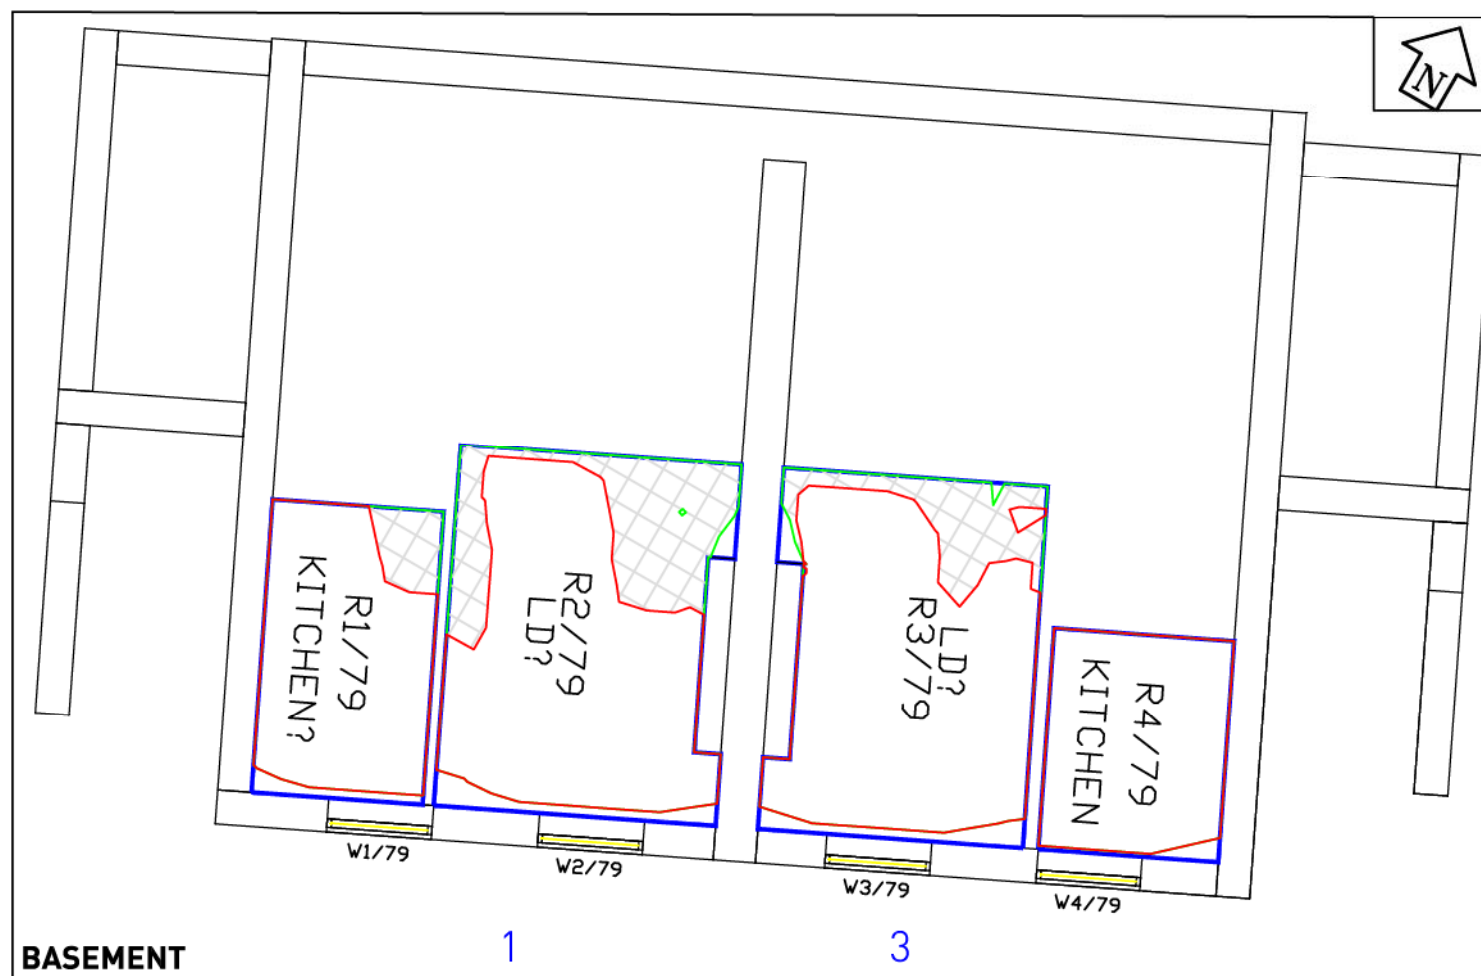 N
R1/79
KITCHEN?
R2/79
LD?
LD?
R3/79
R4/79
KITCHEN
W1/79
W2/79
W3/79
W4/79
BASEMENT
1
3